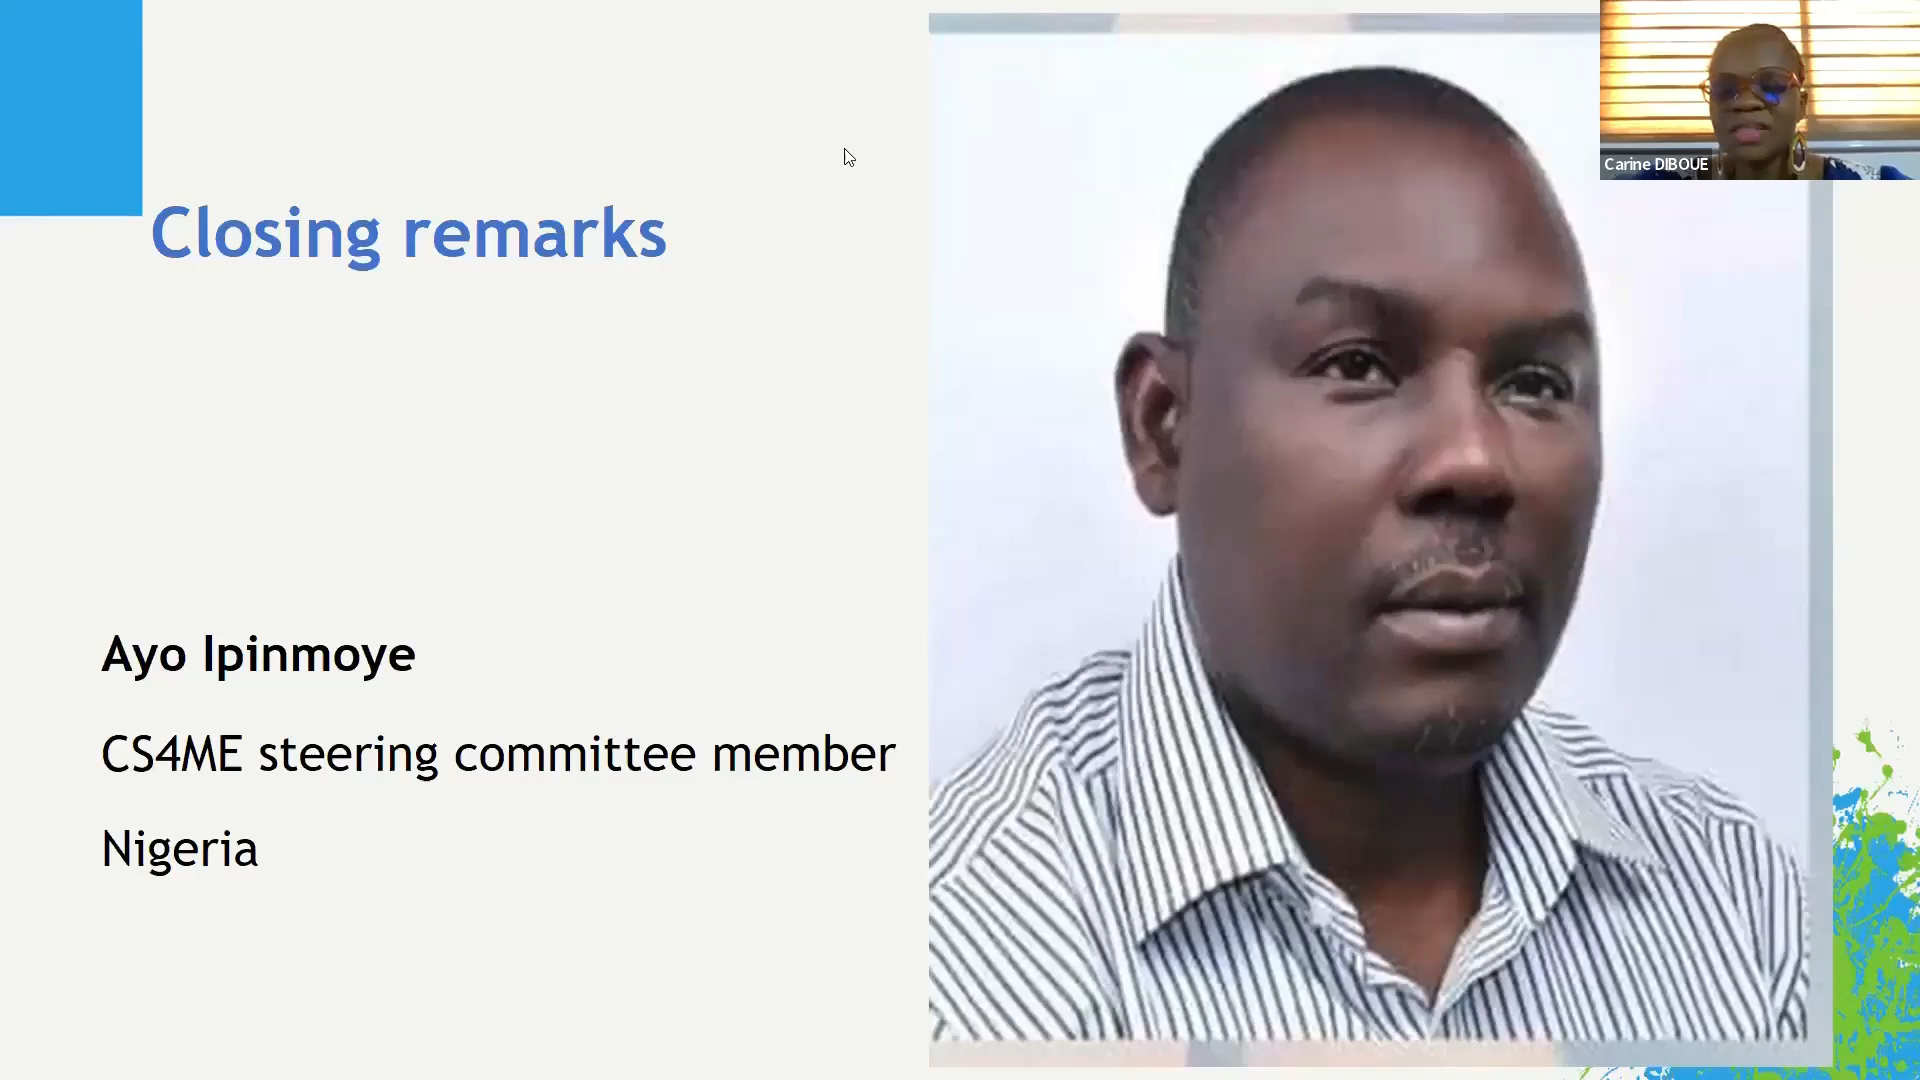 Carine DIBOUE
Closing remarks
Ayo Ipinmoye
CS4ME steering committee member
Nigeria